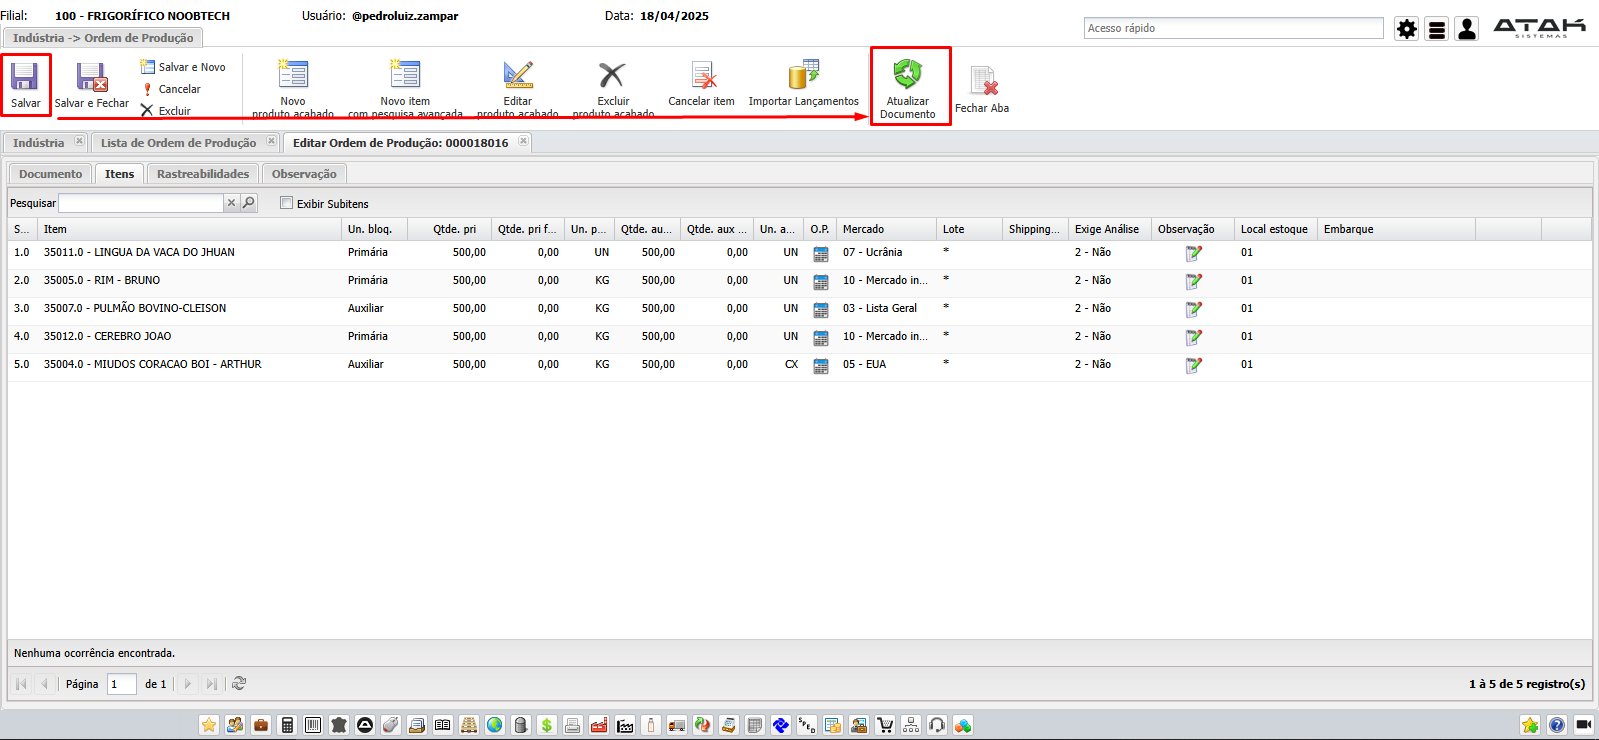 Filial: 100 - FRIGORÍFICO NOOBTECH Usuário: @pedroluiz.zampar Data: 18/04/2025
Indústria -> Ordem de Produção
Acesso rápido
ATAK
SISTEMAS
Salvar
Salvar e Fechar
Salvar e Novo
Cancelar
Excluir
Novo
produto acabado
Novo item
com pesquisa avançada
Editar
produto acabado
Excluir
produto acabado
Cancelar item
Importar Lançamentos
Atualizar
Documento
Fechar Aba
Indústria
Lista de Ordem de Produção
Editar Ordem de Produção: 000018016
Documento Itens Rastreabilidades Observação
Pesquisar
Exibir Subitens
S... Item Un. bloq. Qtde. pri Qtde. pri f... Un. p... Qtde. au... Qtde. aux ... Un. a... O.P. Mercado Lote Shipping... Exige Análise Observação Local estoque Embarque
1.0 35011.0 - LINGUA DA VACA DO JHUAN Primária 500,00 0,00 UN 500,00 0,00 UN 07 - Ucrânia * 2 - Não 01
2.0 35005.0 - RIM - BRUNO Primária 500,00 0,00 KG 500,00 0,00 UN 10 - Mercado in... * 2 - Não 01
3.0 35007.0 - PULMÃO BOVINO-CLEISON Auxiliar 500,00 0,00 KG 500,00 0,00 UN 03 - Lista Geral * 2 - Não 01
4.0 35012.0 - CEREBRO JOAO Primária 500,00 0,00 KG 500,00 0,00 UN 10 - Mercado in... * 2 - Não 01
5.0 35004.0 - MIUDOS CORACAO BOI - ARTHUR Auxiliar 500,00 0,00 KG 500,00 0,00 CX 05 - EUA * 2 - Não 01
Nenhuma ocorrência encontrada.
Página 1 de 1
1 à 5 de 5 registro(s)
SPED